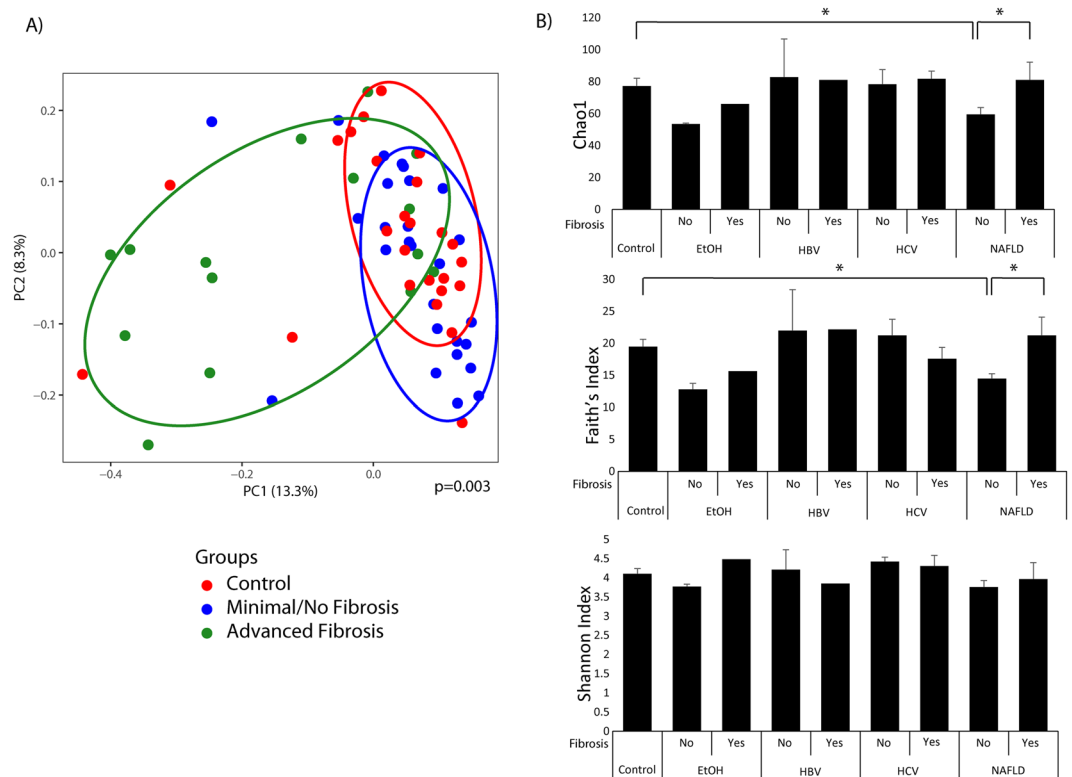 A)
0.2
0.1
0.0
−0.1
−0.2
PC2 (8.3%)
−0.4
−0.2
0.0
PC1 (13.3%)
p=0.003
Groups
Control
Minimal/No Fibrosis
Advanced Fibrosis
B)
120
100
80
60
40
20
0
Chao1
*
*
Fibrosis
No
Yes
No
Yes
No
Yes
No
Yes
Control
EtOH
HBV
HCV
NAFLD
30
25
20
15
10
5
0
Faith's Index
*
*
Fibrosis
No
Yes
No
Yes
No
Yes
No
Yes
Control
EtOH
HBV
HCV
NAFLD
5
4.5
4
3.5
3
2.5
2
1.5
1
0.5
0
Shannon Index
Fibrosis
No
Yes
No
Yes
No
Yes
No
Yes
Control
EtOH
HBV
HCV
NAFLD